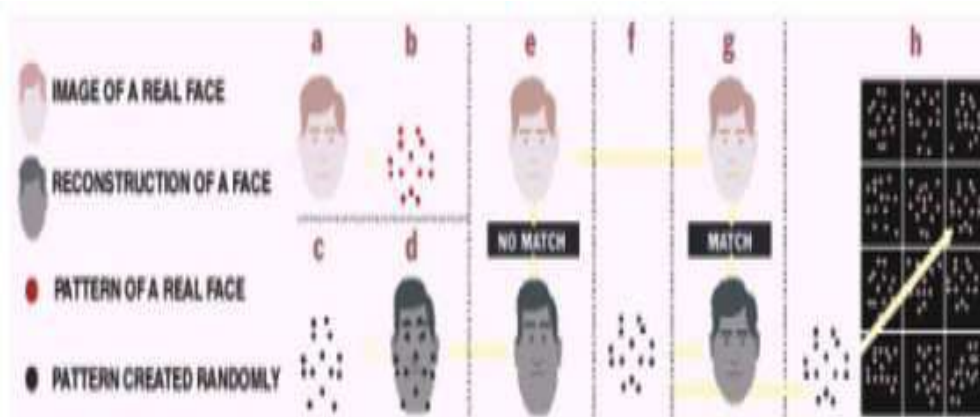 a
b
e
f
g
h
IMAGE OF A REAL FACE
RECONSTRUCTION OF A FACE
c
d
NO MATCH
MATCH
PATTERN OF A REAL FACE
PATTERN CREATED RANDOMLY